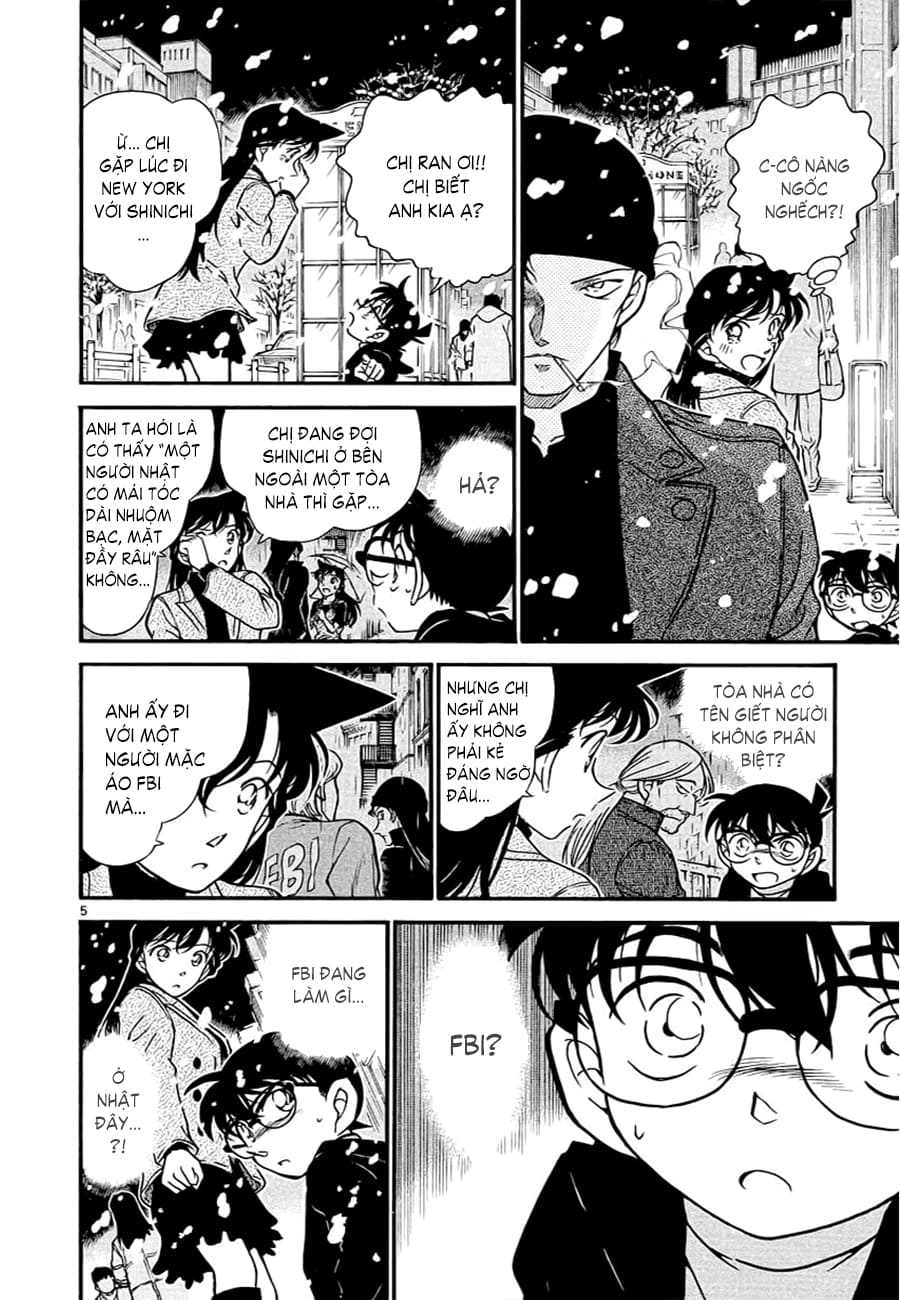 C-CÔ NÀNG
NGỐC
NGHẾCH?!
IONE
CHỊ RAN ƠI!!
CHỊ BIẾT
ANH KIA Ạ?
Ừ... CHỊ
GẶP LÚC ĐI
NEW YORK
VỚI SHINICHI
...
HẢ?
CHỊ ĐANG ĐỢI
SHINICHI Ở BÊN
NGOÀI MỘT TÒA
NHÀ THÌ GẶP...
ANH TA HỎI LÀ
CÓ THẤY “MỘT
NGƯỜI NHẬT
CÓ MÁI TÓC
DÀI NHUỘM
BẠC, MẶT
ĐẦY RÂU”
KHÔNG...
TÒA NHÀ CÓ
TÊN GIẾT NGƯỜI
KHÔNG PHÂN
BIỆT?
NHƯNG CHỊ
NGHĨ ANH
ẤY KHÔNG
PHẢI KẺ
ĐÁNG NGỜ
ĐÂU...
ANH ẤY ĐI
VỚI MỘT
NGƯỜI MẶC
ÁO FBI
MÀ...
FBI
5
FBI?
FBI ĐANG
LÀM GÌ...
Ở
NHẬT
ĐÂY...
?!